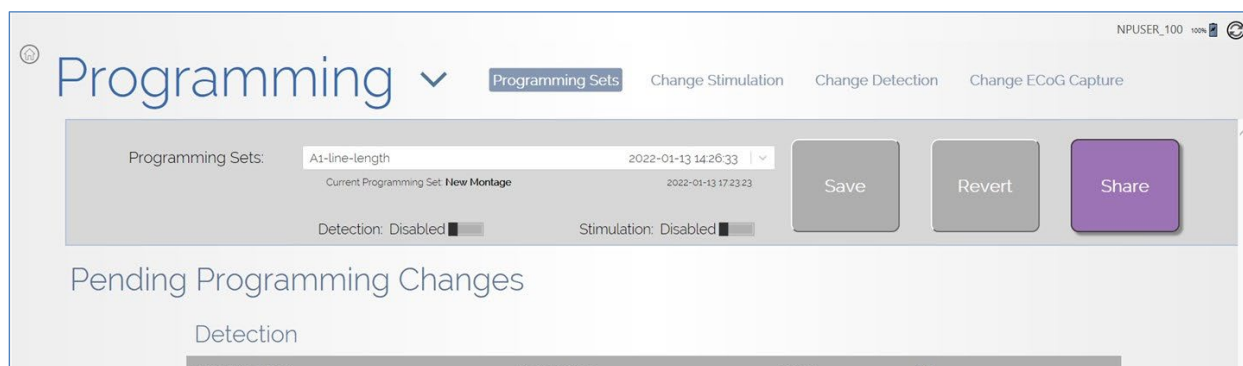 NPUSER_100 100%
Programming Programming Sets Change Stimulation Change Detection Change ECoG Capture
Programming Sets: A1-line-length 2022-01-13 14:26:33 Save Revert Share
Current Programming Set: New Montage 2022-01-13 17:23:23
Detection: Disabled Stimulation: Disabled
Pending Programming Changes
Detection